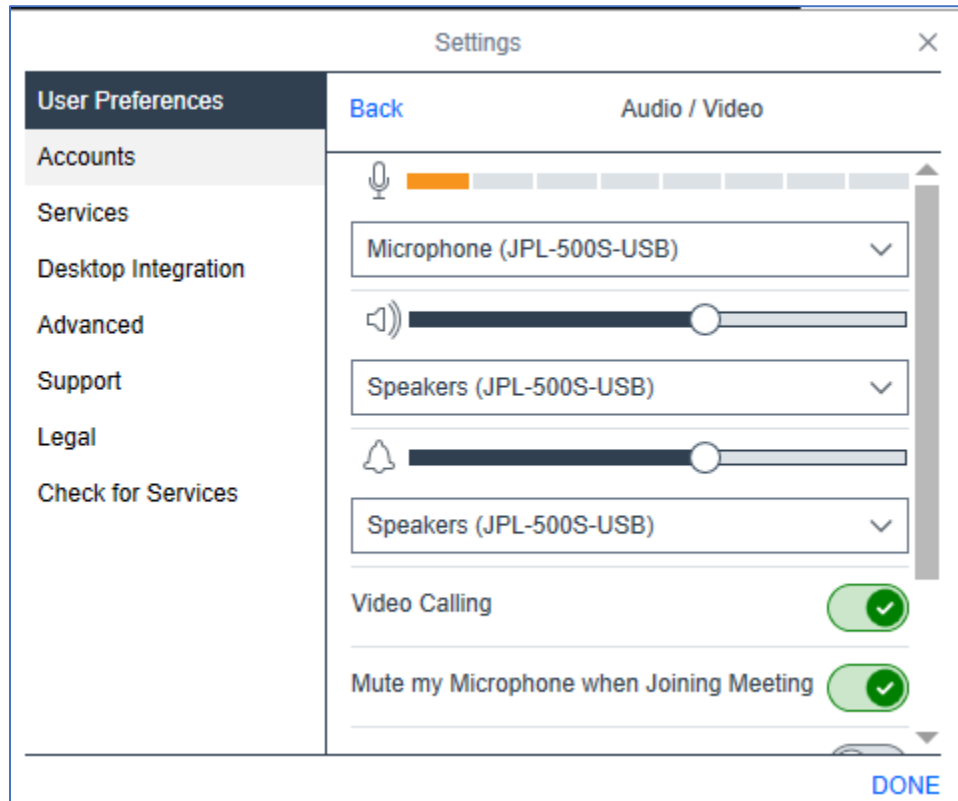 Settings
User Preferences
Accounts
Services
Desktop Integration
Advanced
Support
Legal
Check for Services
Back
Audio / Video
Microphone (JPL-500S-USB)
Speakers (JPL-500S-USB)
Speakers (JPL-500S-USB)
Video Calling
Mute my Microphone when Joining Meeting
DONE